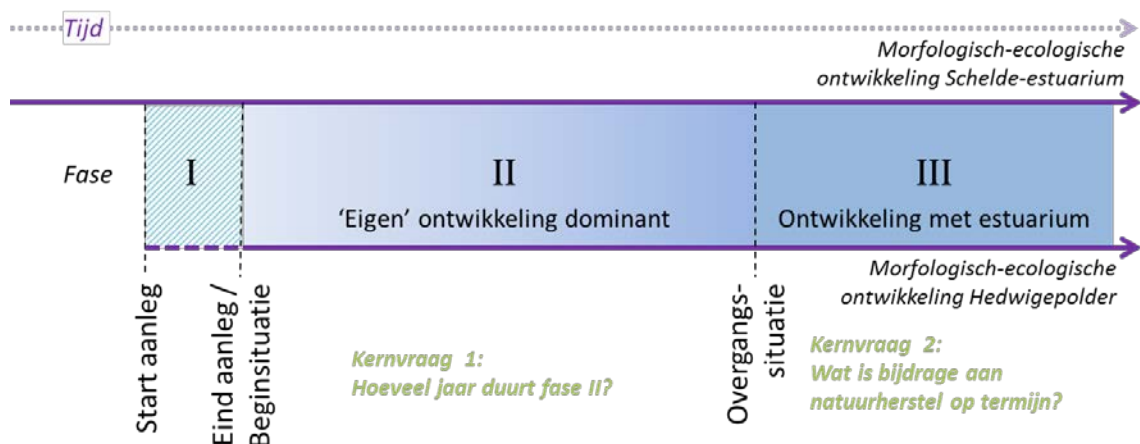 Tijd
Morfologisch-ecologische
ontwikkeling Schelde-estuarium
Fase
I
II
III
'Eigen' ontwikkeling dominant
Ontwikkeling met estuarium
Morfologisch-ecologische
ontwikkeling Hedwigepolder
Start aanleg
Eind aanleg /
Beginsituatie
Overgangs-
situatie
Kernvraag 1:
Hoeveel jaar duurt fase II?
Kernvraag 2:
Wat is bijdrage aan
natuurherstel op termijn?